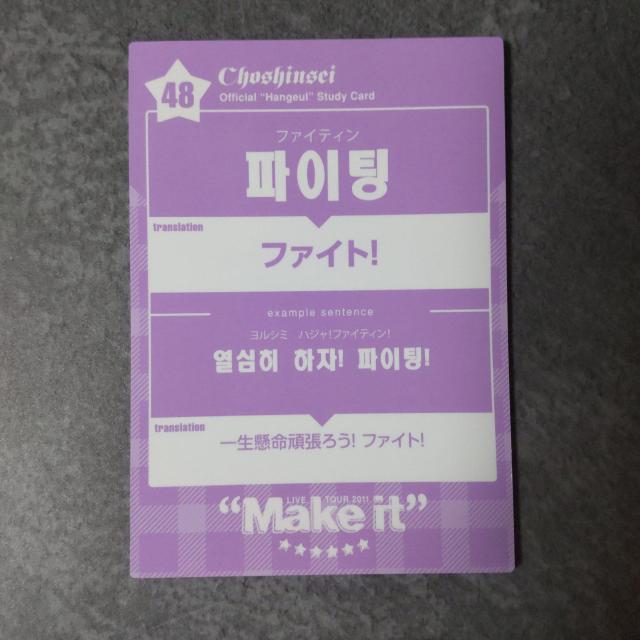 48
Choshinsei
Official "Hangeul" Study Card
ファイティン
파이팅
translation
ファイト!
example sentence
ヨルシミ ハジャ!ファイティン!
열심히 하자! 파이팅!
translation
一生懸命頑張ろう! ファイト!
LIVE TOUR 2011
"Make it"